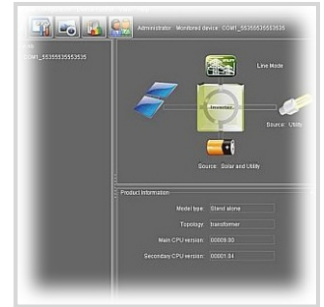 Administrator: Monitored device: COM1_55355535553535
COM1_55355535553535
Line Mode
Source: Utility
Source: Solar and Utility
Product Information
Model type: Stand alone
Topology: transformer
Main CPU version: 00009.00
Secondary CPU version: 00001.04